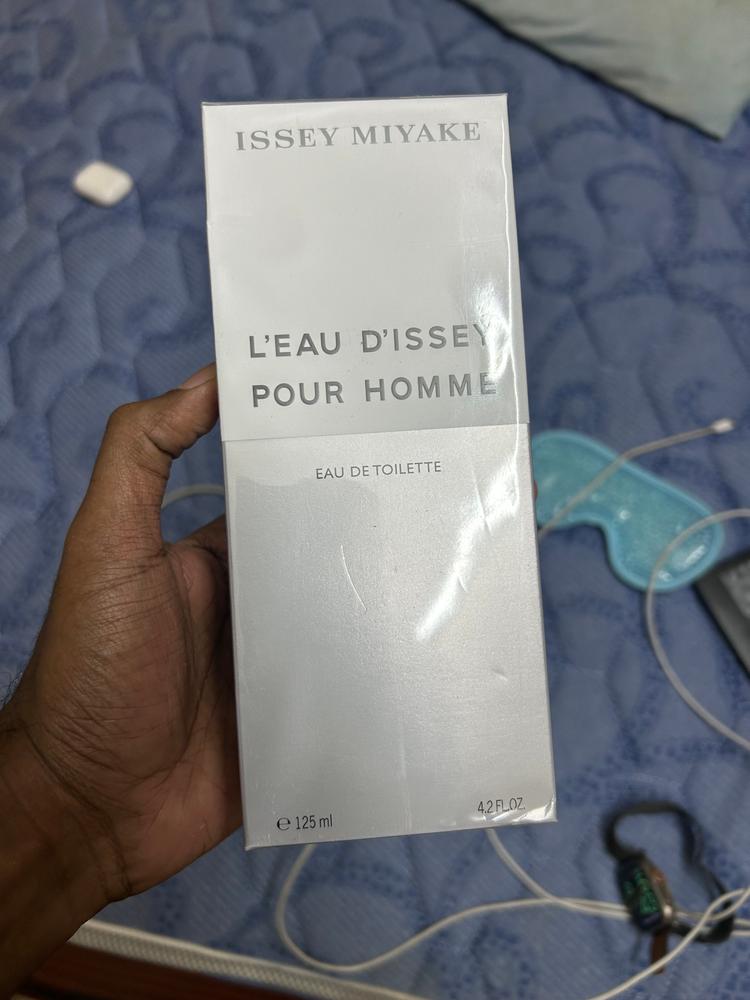 ISSEY MIYAKE
L'EAU D'ISSEY
POUR HOMME
EAU DE TOILETTE
℮ 125 ml
4.2 FL.OZ.